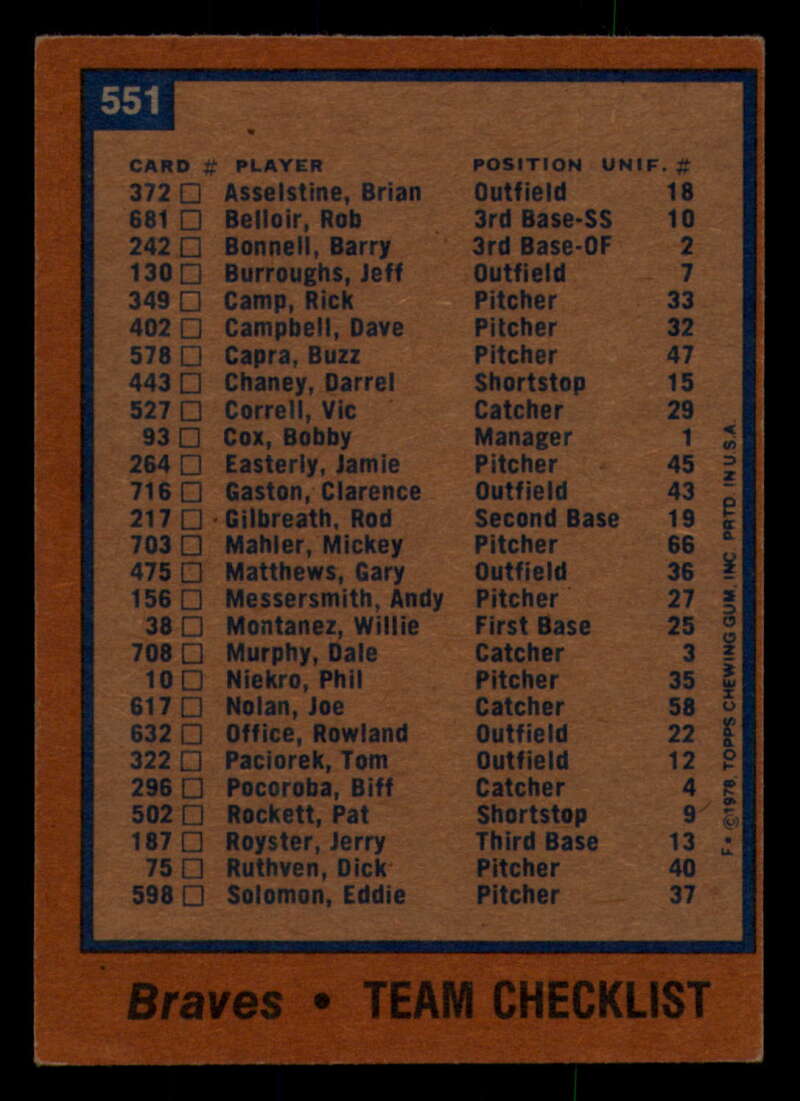 551
CARD # PLAYER POSITION UNIF. #
372 □ Asselstine, Brian Outfield 18
681 □ Belloir, Rob 3rd Base-SS 10
242 □ Bonnell, Barry 3rd Base-OF 2
130 □ Burroughs, Jeff Outfield 7
349 □ Camp, Rick Pitcher 33
402 □ Campbell, Dave Pitcher 32
578 □ Capra, Buzz Pitcher 47
443 □ Chaney, Darrel Shortstop 15
527 □ Correll, Vic Catcher 29
93 □ Cox, Bobby Manager 1
264 □ Easterly, Jamie Pitcher 45
716 □ Gaston, Clarence Outfield 43
217 □ Gilbreath, Rod Second Base 19
703 □ Mahler, Mickey Pitcher 66
475 □ Matthews, Gary Outfield 36
156 □ Messersmith, Andy Pitcher 27
38 □ Montanez, Willie First Base 25
708 □ Murphy, Dale Catcher 3
10 □ Niekro, Phil Pitcher 35
617 □ Nolan, Joe Catcher 58
632 □ Office, Rowland Outfield 22
322 □ Paciorek, Tom Outfield 12
296 □ Pocoroba, Biff Catcher 4
502 □ Rockett, Pat Shortstop 9
187 □ Royster, Jerry Third Base 13
75 □ Ruthven, Dick Pitcher 40
598 □ Solomon, Eddie Pitcher 37
F• ©1978, TOPPS CHEWING GUM, INC. PRTD. IN U.S.A.
Braves • TEAM CHECKLIST